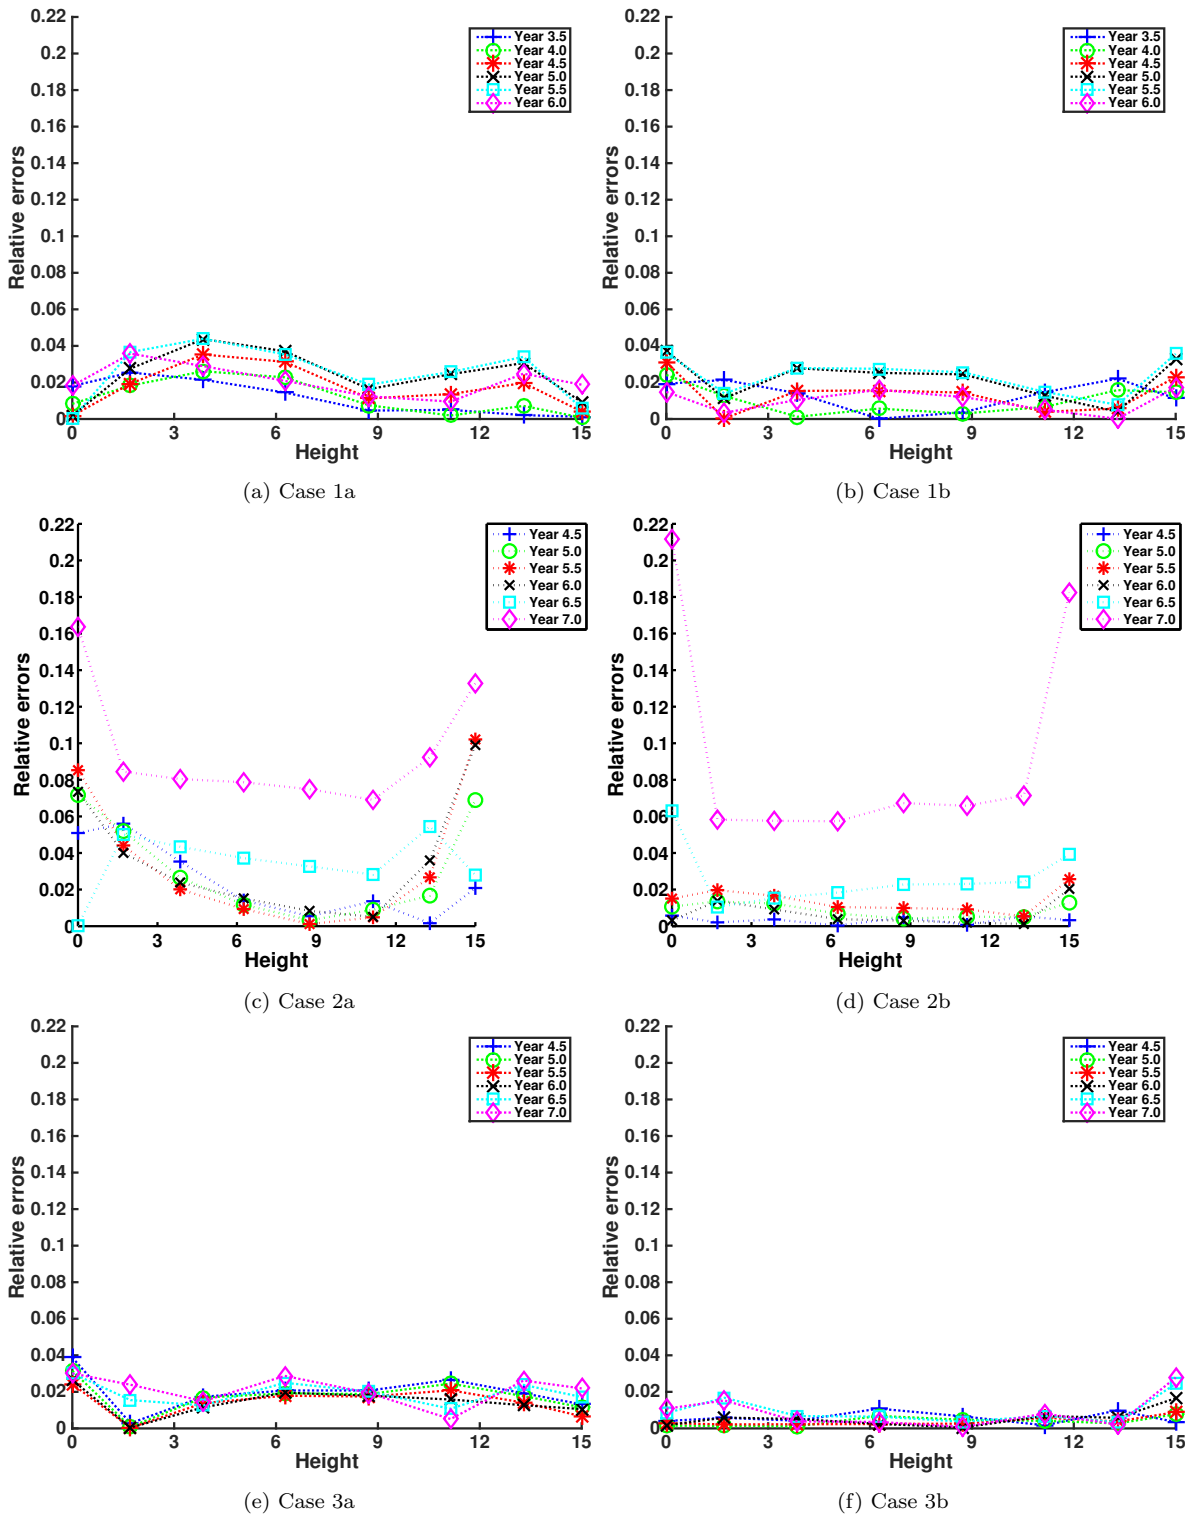 0.22
0.2
0.18
0.16
0.14
0.12
0.1
0.08
0.06
0.04
0.02
0
Relative errors
Year 3.5
Year 4.0
Year 4.5
Year 5.0
Year 5.5
Year 6.0
0 3 6 9 12 15
Height
(a) Case 1a
0.22
0.2
0.18
0.16
0.14
0.12
0.1
0.08
0.06
0.04
0.02
0
Relative errors
Year 3.5
Year 4.0
Year 4.5
Year 5.0
Year 5.5
Year 6.0
0 3 6 9 12 15
Height
(b) Case 1b
0.22
0.2
0.18
0.16
0.14
0.12
0.1
0.08
0.06
0.04
0.02
0
Relative errors
Year 4.5
Year 5.0
Year 5.5
Year 6.0
Year 6.5
Year 7.0
0 3 6 9 12 15
Height
(c) Case 2a
0.22
0.2
0.18
0.16
0.14
0.12
0.1
0.08
0.06
0.04
0.02
0
Relative errors
Year 4.5
Year 5.0
Year 5.5
Year 6.0
Year 6.5
Year 7.0
0 3 6 9 12 15
Height
(d) Case 2b
0.22
0.2
0.18
0.16
0.14
0.12
0.1
0.08
0.06
0.04
0.02
0
Relative errors
Year 4.5
Year 5.0
Year 5.5
Year 6.0
Year 6.5
Year 7.0
0 3 6 9 12 15
Height
(e) Case 3a
0.22
0.2
0.18
0.16
0.14
0.12
0.1
0.08
0.06
0.04
0.02
0
Relative errors
Year 4.5
Year 5.0
Year 5.5
Year 6.0
Year 6.5
Year 7.0
0 3 6 9 12 15
Height
(f) Case 3b